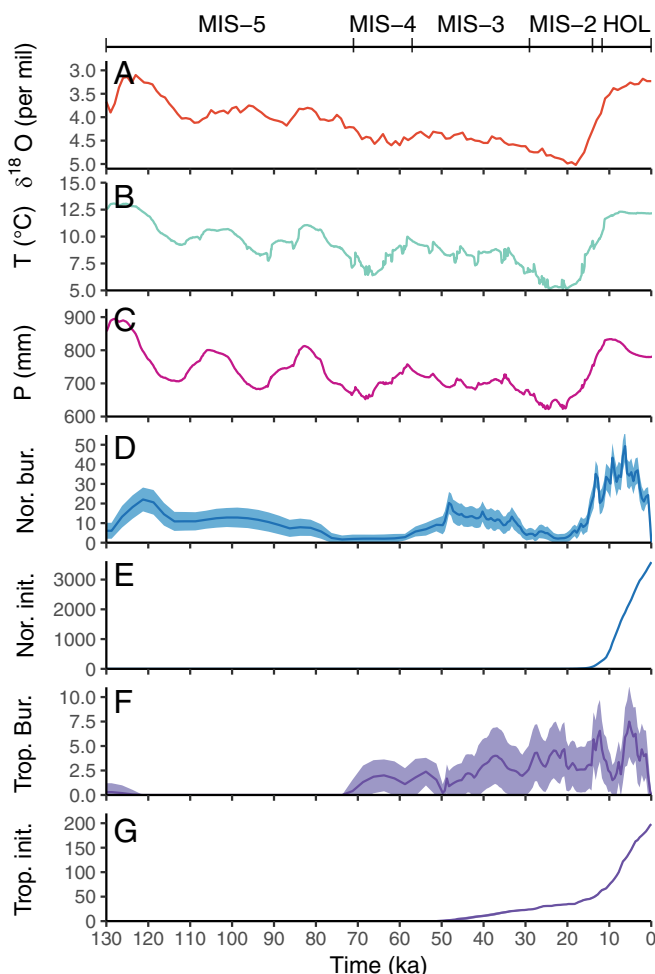 MIS−5 MIS−4 MIS−3 MIS−2 HOL
A
δ18 O (per mil)
3.0
3.5
4.0
4.5
5.0
B
T (°C)
15.0
12.5
10.0
7.5
5.0
C
P (mm)
900
800
700
600
D
Nor. bur.
50
40
30
20
10
0
E
Nor. init.
3000
2000
1000
0
F
Trop. Bur.
10.0
7.5
5.0
2.5
0.0
G
Trop. init.
200
150
100
50
0
130 120 110 100 90 80 70 60 50 40 30 20 10 0
Time (ka)